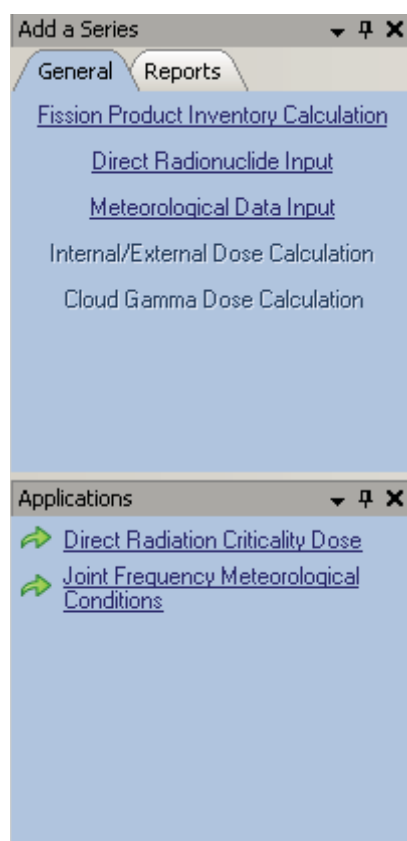 Add a Series
General Reports
Fission Product Inventory Calculation
Direct Radionuclide Input
Meteorological Data Input
Internal/External Dose Calculation
Cloud Gamma Dose Calculation
Applications
Direct Radiation Criticality Dose
Joint Frequency Meteorological
Conditions